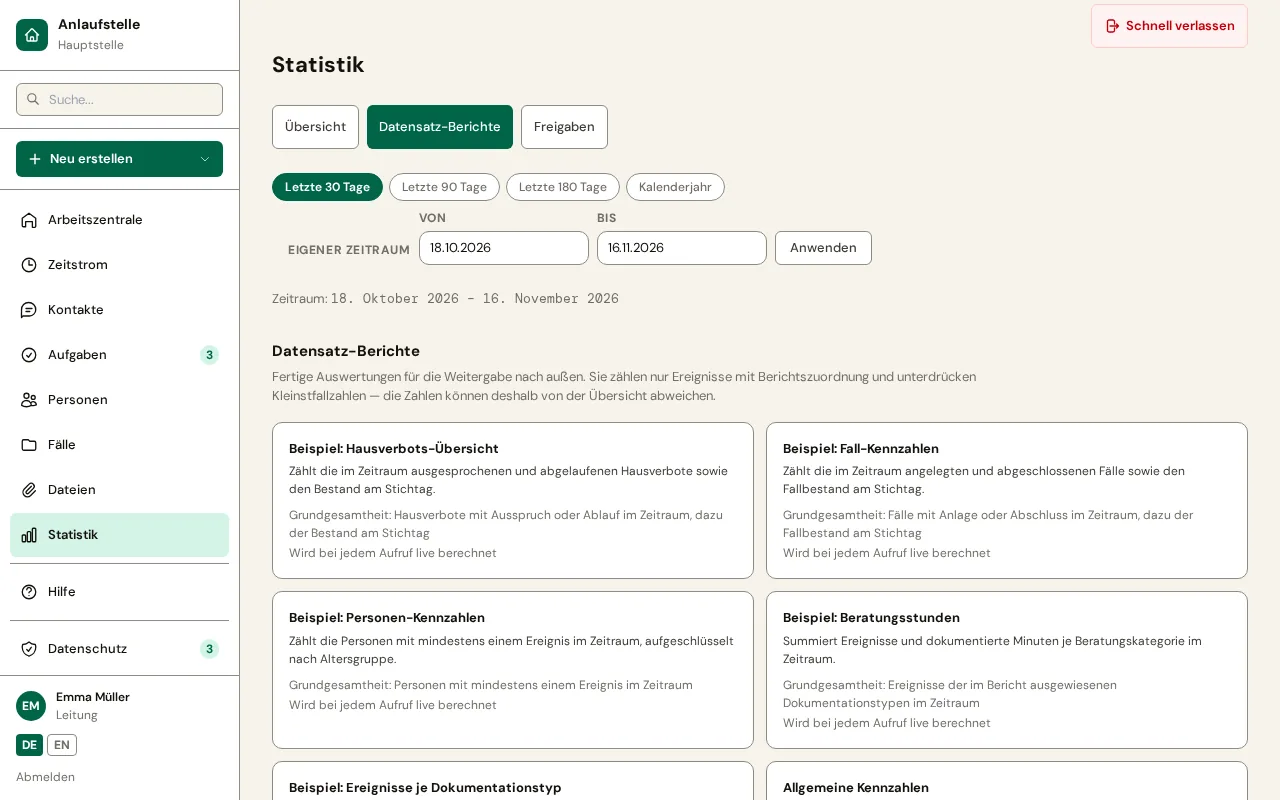 Anlaufstelle
Hauptstelle
Suche...
Neu erstellen
Arbeitszentrale
Zeitstrom
Kontakte
Aufgaben 3
Personen
Fälle
Dateien
Statistik
Hilfe
Datenschutz 3
EM Emma Müller
Leitung
DE EN
Abmelden
Schnell verlassen
Statistik
Übersicht Datensatz-Berichte Freigaben
Letzte 30 Tage Letzte 90 Tage Letzte 180 Tage Kalenderjahr
VON BIS
EIGENER ZEITRAUM 18.10.2026 16.11.2026 Anwenden
Zeitraum: 18. Oktober 2026 – 16. November 2026
Datensatz-Berichte
Fertige Auswertungen für die Weitergabe nach außen. Sie zählen nur Ereignisse mit Berichtszuordnung und unterdrücken
Kleinstfallzahlen — die Zahlen können deshalb von der Übersicht abweichen.
Beispiel: Hausverbots-Übersicht
Zählt die im Zeitraum ausgesprochenen und abgelaufenen Hausverbote sowie
den Bestand am Stichtag.
Grundgesamtheit: Hausverbote mit Ausspruch oder Ablauf im Zeitraum, dazu
der Bestand am Stichtag
Wird bei jedem Aufruf live berechnet
Beispiel: Fall-Kennzahlen
Zählt die im Zeitraum angelegten und abgeschlossenen Fälle sowie den
Fallbestand am Stichtag.
Grundgesamtheit: Fälle mit Anlage oder Abschluss im Zeitraum, dazu der
Fallbestand am Stichtag
Wird bei jedem Aufruf live berechnet
Beispiel: Personen-Kennzahlen
Zählt die Personen mit mindestens einem Ereignis im Zeitraum, aufgeschlüsselt
nach Altersgruppe.
Grundgesamtheit: Personen mit mindestens einem Ereignis im Zeitraum
Wird bei jedem Aufruf live berechnet
Beispiel: Beratungsstunden
Summiert Ereignisse und dokumentierte Minuten je Beratungskategorie im
Zeitraum.
Grundgesamtheit: Ereignisse der im Bericht ausgewiesenen
Dokumentationstypen im Zeitraum
Wird bei jedem Aufruf live berechnet
Beispiel: Ereignisse je Dokumentationstyp
Allgemeine Kennzahlen